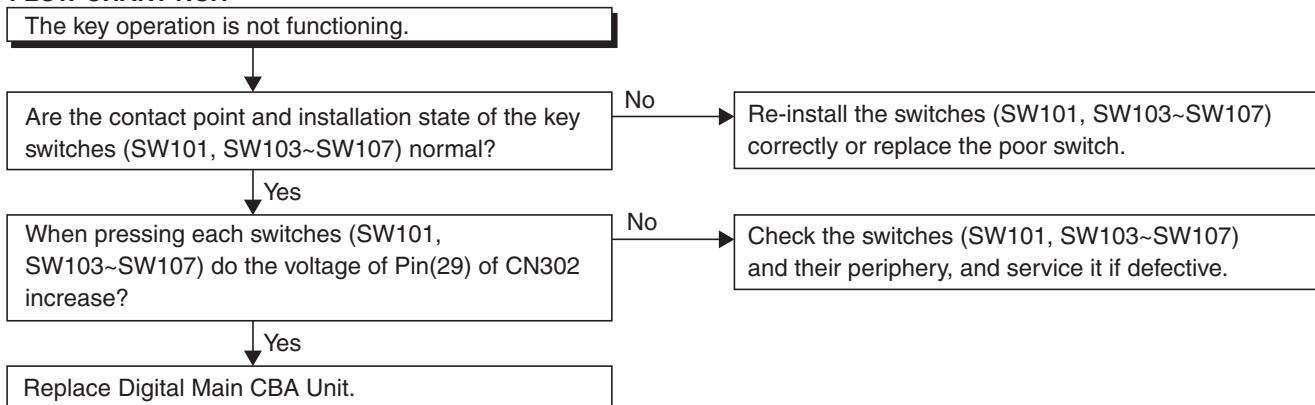 The key operation is not functioning.
Are the contact point and installation state of the key
switches (SW101, SW103~SW107) normal?
No
Re-install the switches (SW101, SW103~SW107)
correctly or replace the poor switch.
Yes
When pressing each switches (SW101,
SW103~SW107) do the voltage of Pin(29) of CN302
increase?
No
Check the switches (SW101, SW103~SW107)
and their periphery, and service it if defective.
Yes
Replace Digital Main CBA Unit.